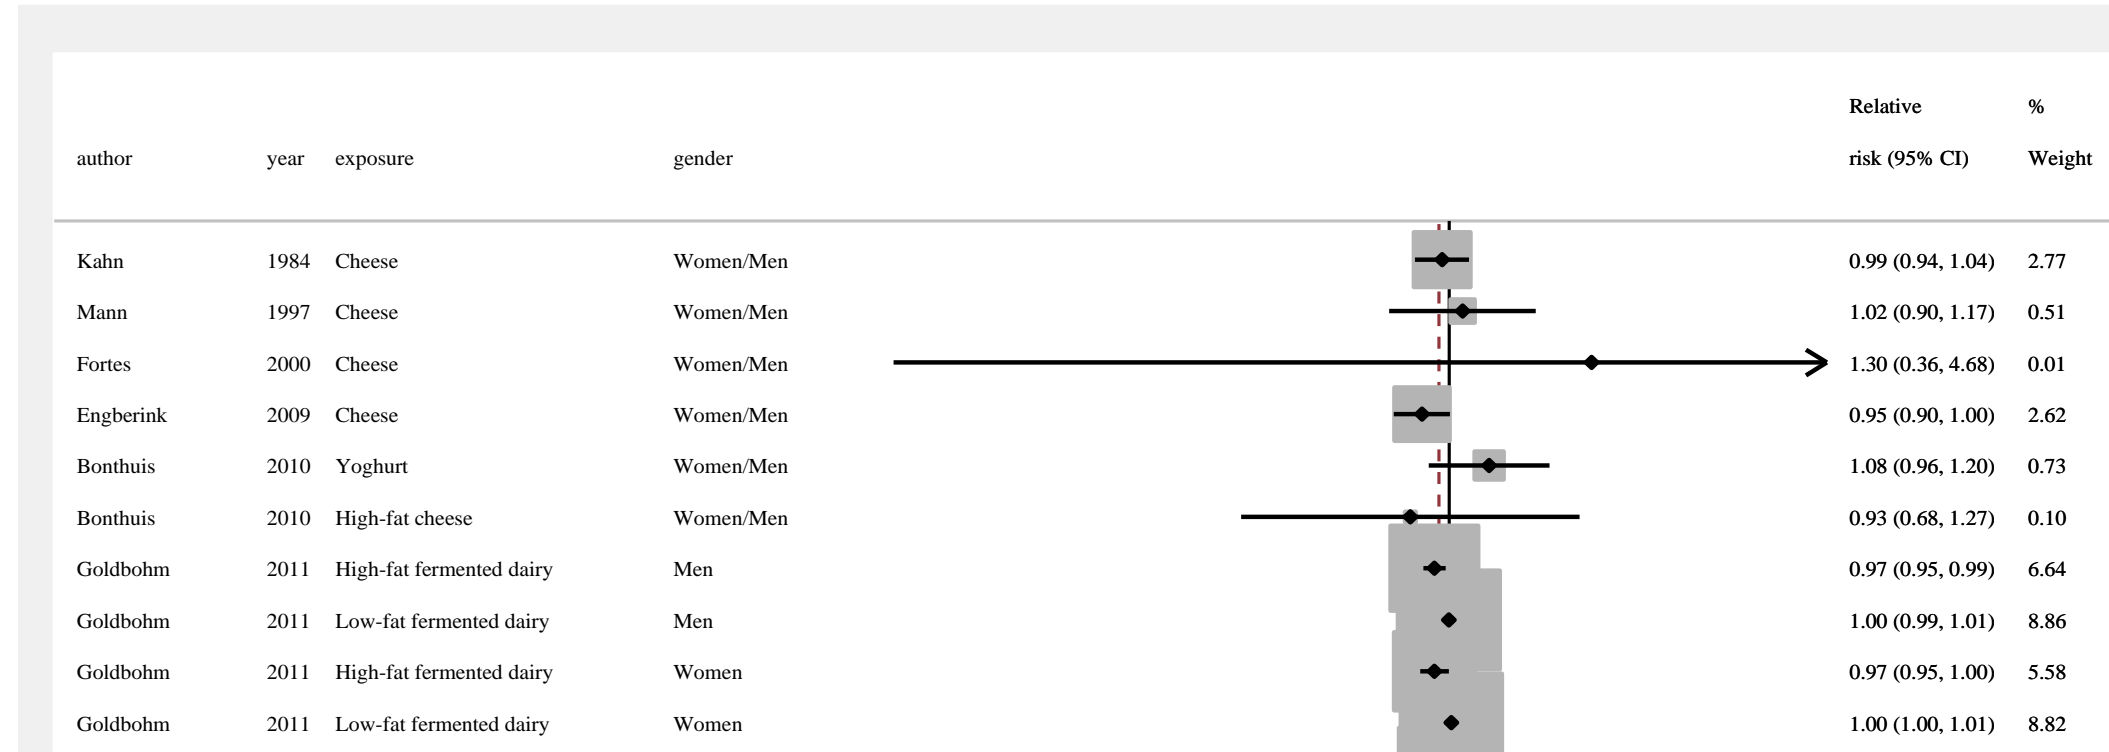 Relative %
author year exposure gender risk (95% CI) Weight
Kahn 1984 Cheese Women/Men 0.99 (0.94, 1.04) 2.77
Mann 1997 Cheese Women/Men 1.02 (0.90, 1.17) 0.51
Fortes 2000 Cheese Women/Men 1.30 (0.36, 4.68) 0.01
Engberink 2009 Cheese Women/Men 0.95 (0.90, 1.00) 2.62
Bonthuis 2010 Yoghurt Women/Men 1.08 (0.96, 1.20) 0.73
Bonthuis 2010 High-fat cheese Women/Men 0.93 (0.68, 1.27) 0.10
Goldbohm 2011 High-fat fermented dairy Men 0.97 (0.95, 0.99) 6.64
Goldbohm 2011 Low-fat fermented dairy Men 1.00 (0.99, 1.01) 8.86
Goldbohm 2011 High-fat fermented dairy Women 0.97 (0.95, 1.00) 5.58
Goldbohm 2011 Low-fat fermented dairy Women 1.00 (1.00, 1.01) 8.82